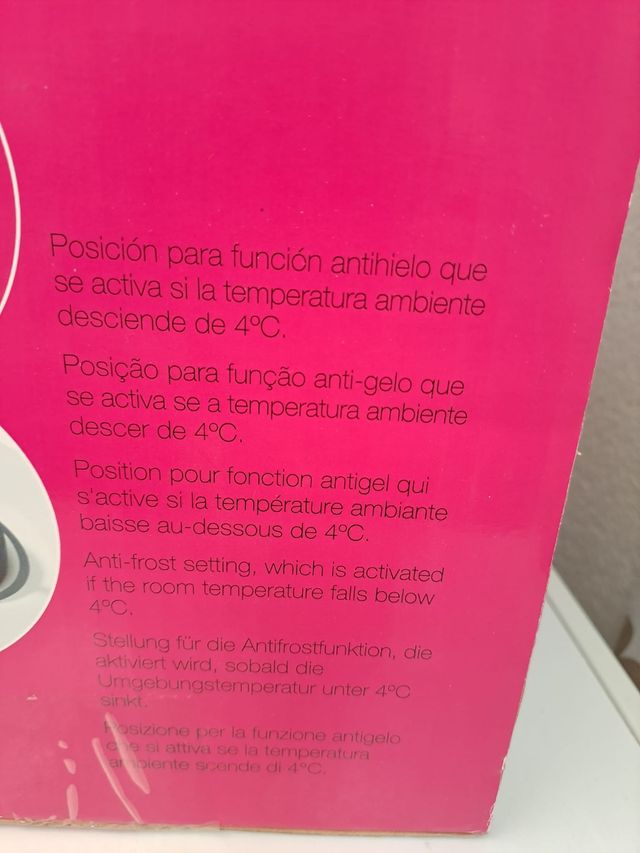 Posición para función antihielo que
se activa si la temperatura ambiente
desciende de 4ºC.
Posição para função anti-gelo que
se activa se a temperatura ambiente
descer de 4ºC.
Position pour fonction antigel qui
s'active si la température ambiante
baisse au-dessous de 4ºC.
Anti-frost setting, which is activated
if the room temperature falls below
4ºC.
Stellung für die Antifrostfunktion, die
aktiviert wird, sobald die
Umgebungstemperatur unter 4ºC
sinkt.
Posizione per la funzione antigelo
che si attiva se la temperatura
ambiente scende di 4ºC.